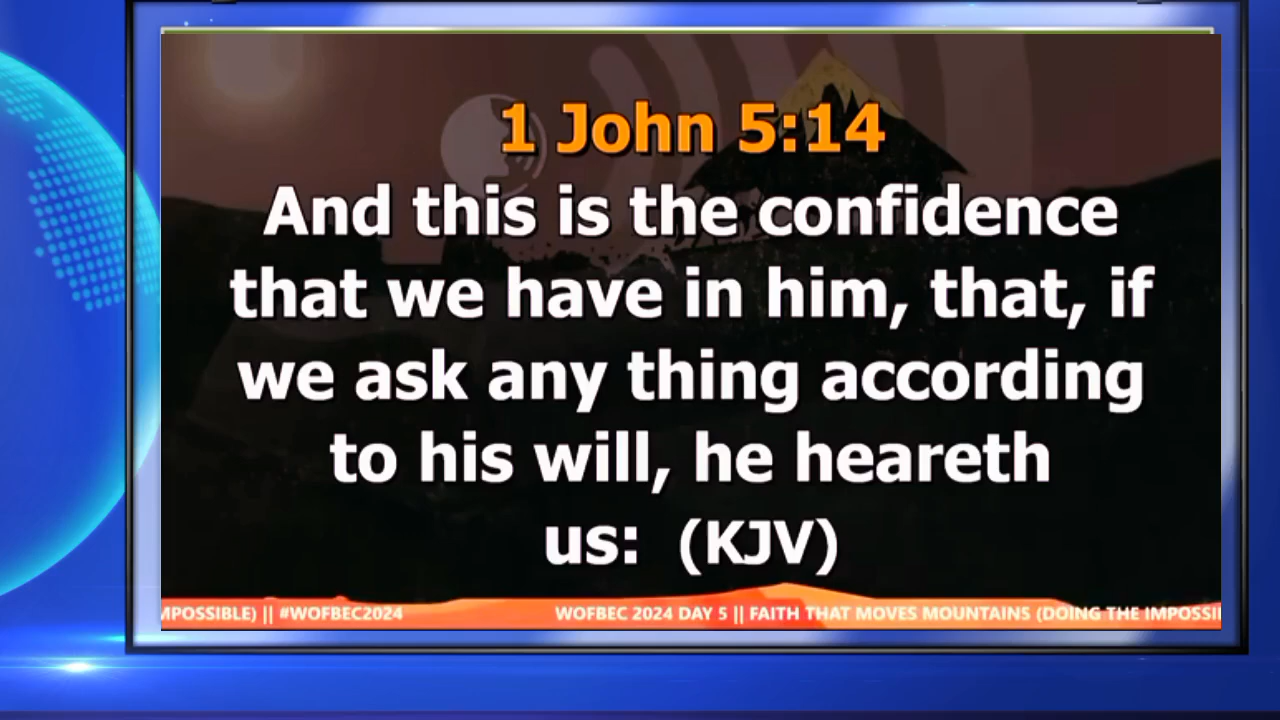 1 John 5:14
And this is the confidence
that we have in him, that, if
we ask any thing according
to his will, he heareth
us: (KJV)
MPOSSIBLE) || #WOFBEC2024 WOFBEC 2024 DAY 5 || FAITH THAT MOVES MOUNTAINS (DOING THE IMPOSSI